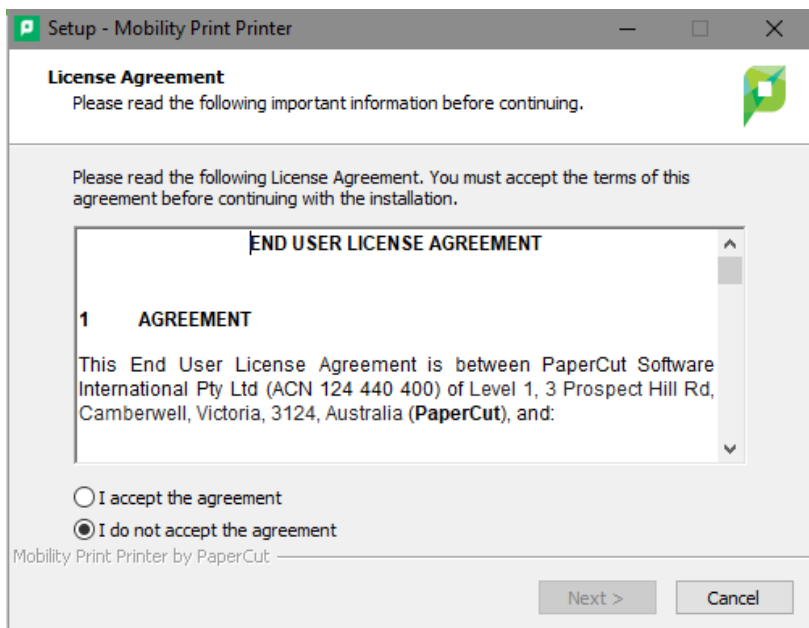 Setup - Mobility Print Printer
License Agreement
Please read the following important information before continuing.
Please read the following License Agreement. You must accept the terms of this
agreement before continuing with the installation.
END USER LICENSE AGREEMENT
1 AGREEMENT
This End User License Agreement is between PaperCut Software
International Pty Ltd (ACN 124 440 400) of Level 1, 3 Prospect Hill Rd,
Camberwell, Victoria, 3124, Australia (PaperCut), and:
I accept the agreement
I do not accept the agreement
Mobility Print Printer by PaperCut
Next >
Cancel